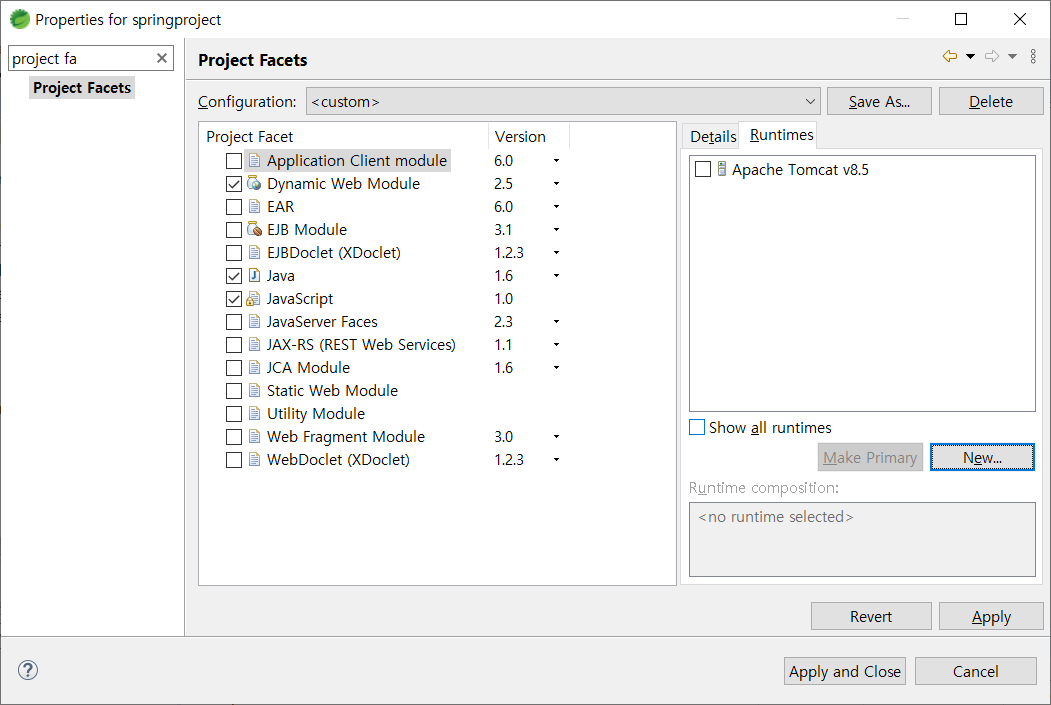 Properties for springproject
project fa
Project Facets
Project Facets
Configuration: <custom> Save As... Delete
Project Facet Version
Application Client module 6.0
Dynamic Web Module 2.5
EAR 6.0
EJB Module 3.1
EJBDoclet (XDoclet) 1.2.3
Java 1.6
JavaScript 1.0
JavaServer Faces 2.3
JAX-RS (REST Web Services) 1.1
JCA Module 1.6
Static Web Module
Utility Module
Web Fragment Module 3.0
WebDoclet (XDoclet) 1.2.3
Details Runtimes
Apache Tomcat v8.5
Show all runtimes
Make Primary New...
Runtime composition:
<no runtime selected>
Revert Apply
Apply and Close Cancel